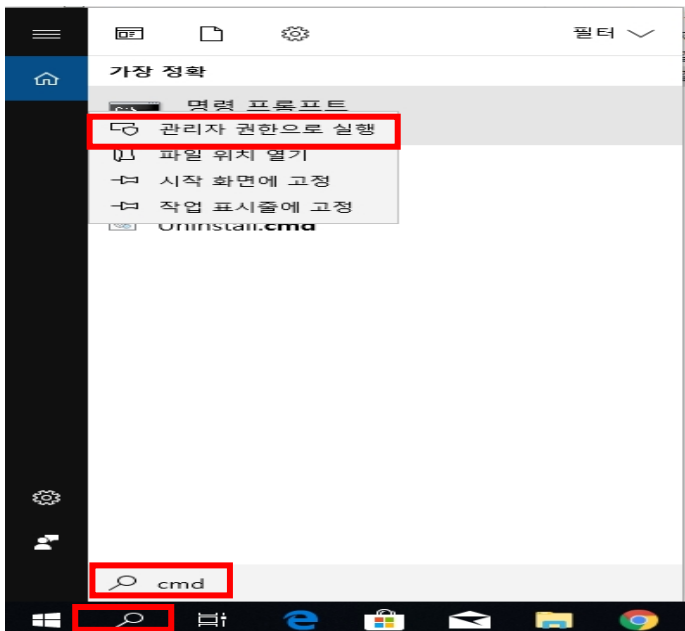 필터
가장 정확
명령 프롬프트
관리자 권한으로 실행
파일 위치 열기
시작 화면에 고정
작업 표시줄에 고정
Uninstall.cmd
cmd